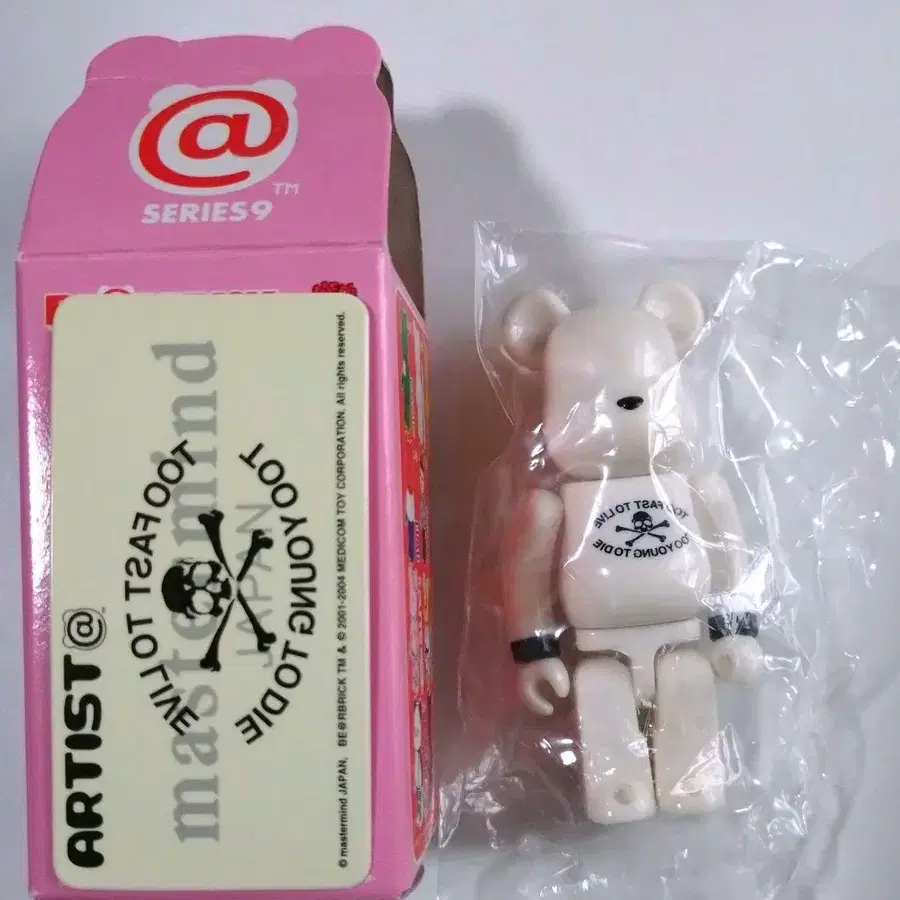 @™
SERIES9
ARTIST@™
mastermind
JAPAN
TOO FAST TO LIVE
TOO YOUNG TO DIE
© mastermind JAPAN, BE@RBRICK TM & © 2001-2004 MEDICOM TOY CORPORATION. All rights reserved.
TOO FAST TO LIVE
TOO YOUNG TO DIE